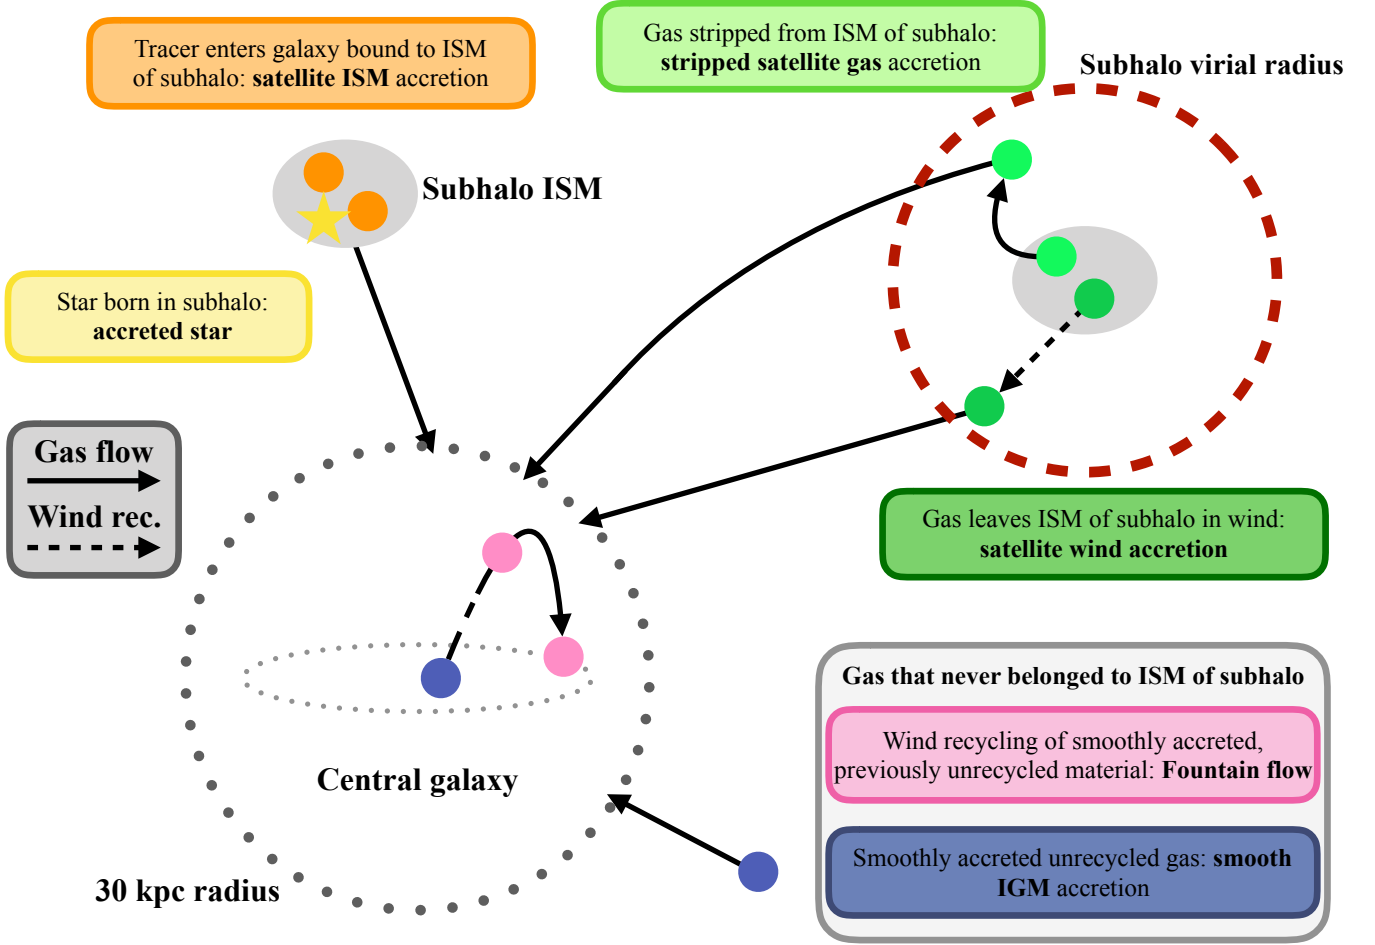 Tracer enters galaxy bound to ISM
of subhalo: satellite ISM accretion
Gas stripped from ISM of subhalo:
stripped satellite gas accretion
Subhalo virial radius
Subhalo ISM
Star born in subhalo:
accreted star
Gas flow
Wind rec.
Gas leaves ISM of subhalo in wind:
satellite wind accretion
Central galaxy
30 kpc radius
Gas that never belonged to ISM of subhalo
Wind recycling of smoothly accreted,
previously unrecycled material: Fountain flow
Smoothly accreted unrecycled gas: smooth
IGM accretion